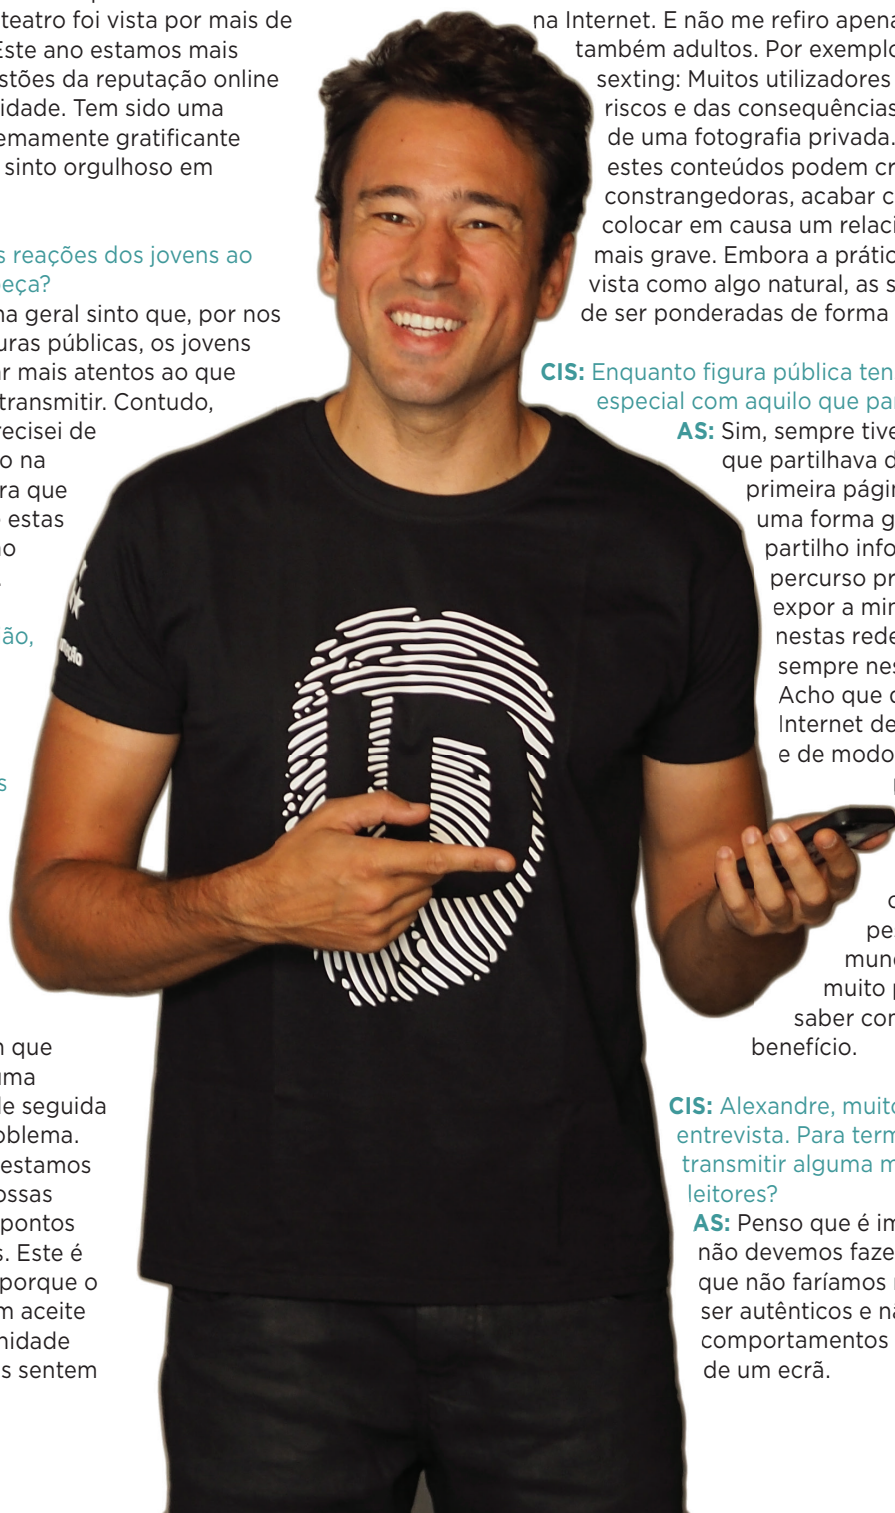 teatro foi vista por mais de
Este ano estamos mais
stões da reputação online
idade. Tem sido uma
emamente gratificante
sinto orgulhoso em
s reações dos jovens ao
eça?
na geral sinto que, por nos
uras públicas, os jovens
ar mais atentos ao que
transmitir. Contudo,
recisei de
o na
ra que
estas
ão,
s
que
uma
de seguida
oblema.
estamos
ossas
pontos
s. Este é
porque o
m aceite
nidade
s sentem
na Internet. E não me refiro apena
também adultos. Por exemplo
sexting: Muitos utilizadores
riscos e das consequências
de uma fotografia privada.
estes conteúdos podem cr
constrangedoras, acabar c
colocar em causa um relaci
mais grave. Embora a prátic
vista como algo natural, as s
de ser ponderadas de forma
CIS: Enquanto figura pública ten
especial com aquilo que par
AS: Sim, sempre tive
que partilhava d
primeira págin
uma forma g
partilho info
percurso pr
expor a min
nestas rede
sempre nes
Acho que o
Internet de
e de modo
pe
mund
muito p
saber com
benefício.
CIS: Alexandre, muito
entrevista. Para term
transmitir alguma m
leitores?
AS: Penso que é im
não devemos faze
que não faríamos n
ser autênticos e nã
comportamentos
de um ecrã.